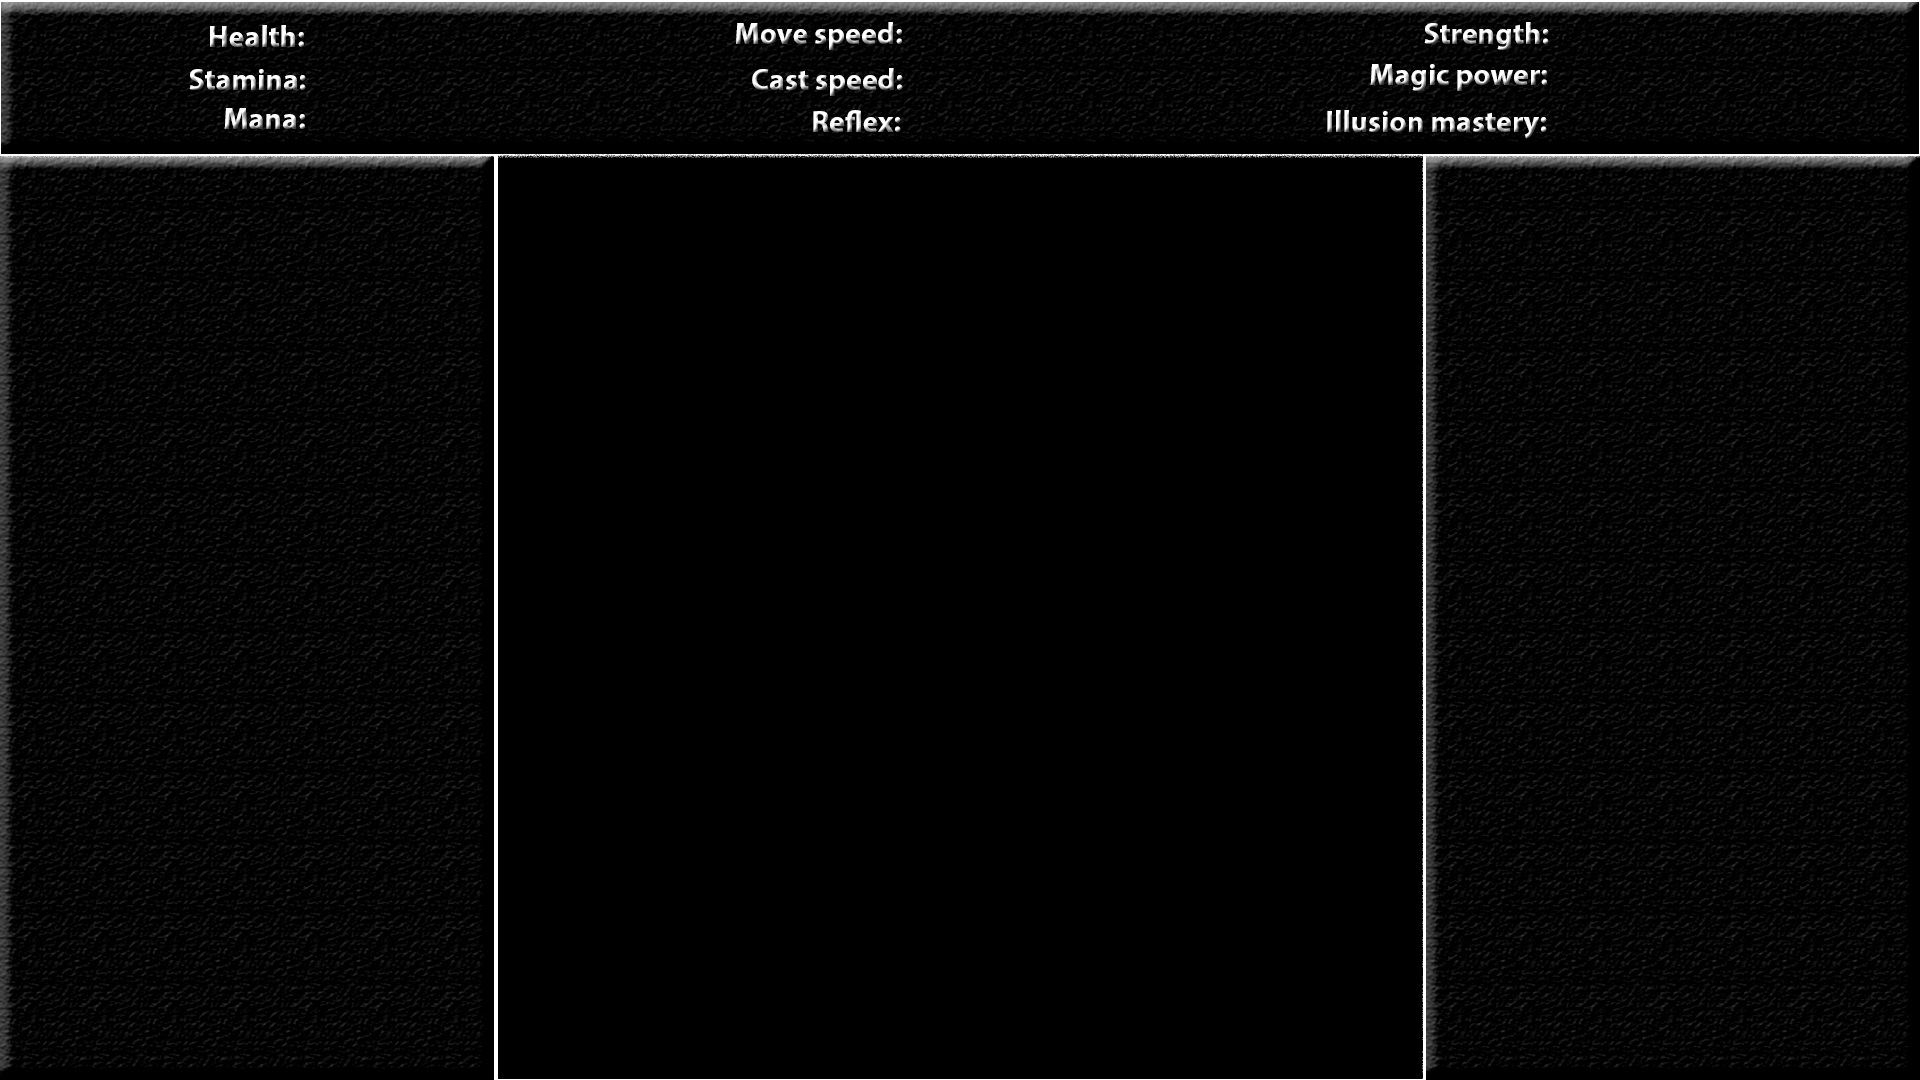 Health:
Stamina:
Mana:
Move speed:
Cast speed:
Reflex:
Strength:
Magic power:
Illusion mastery: